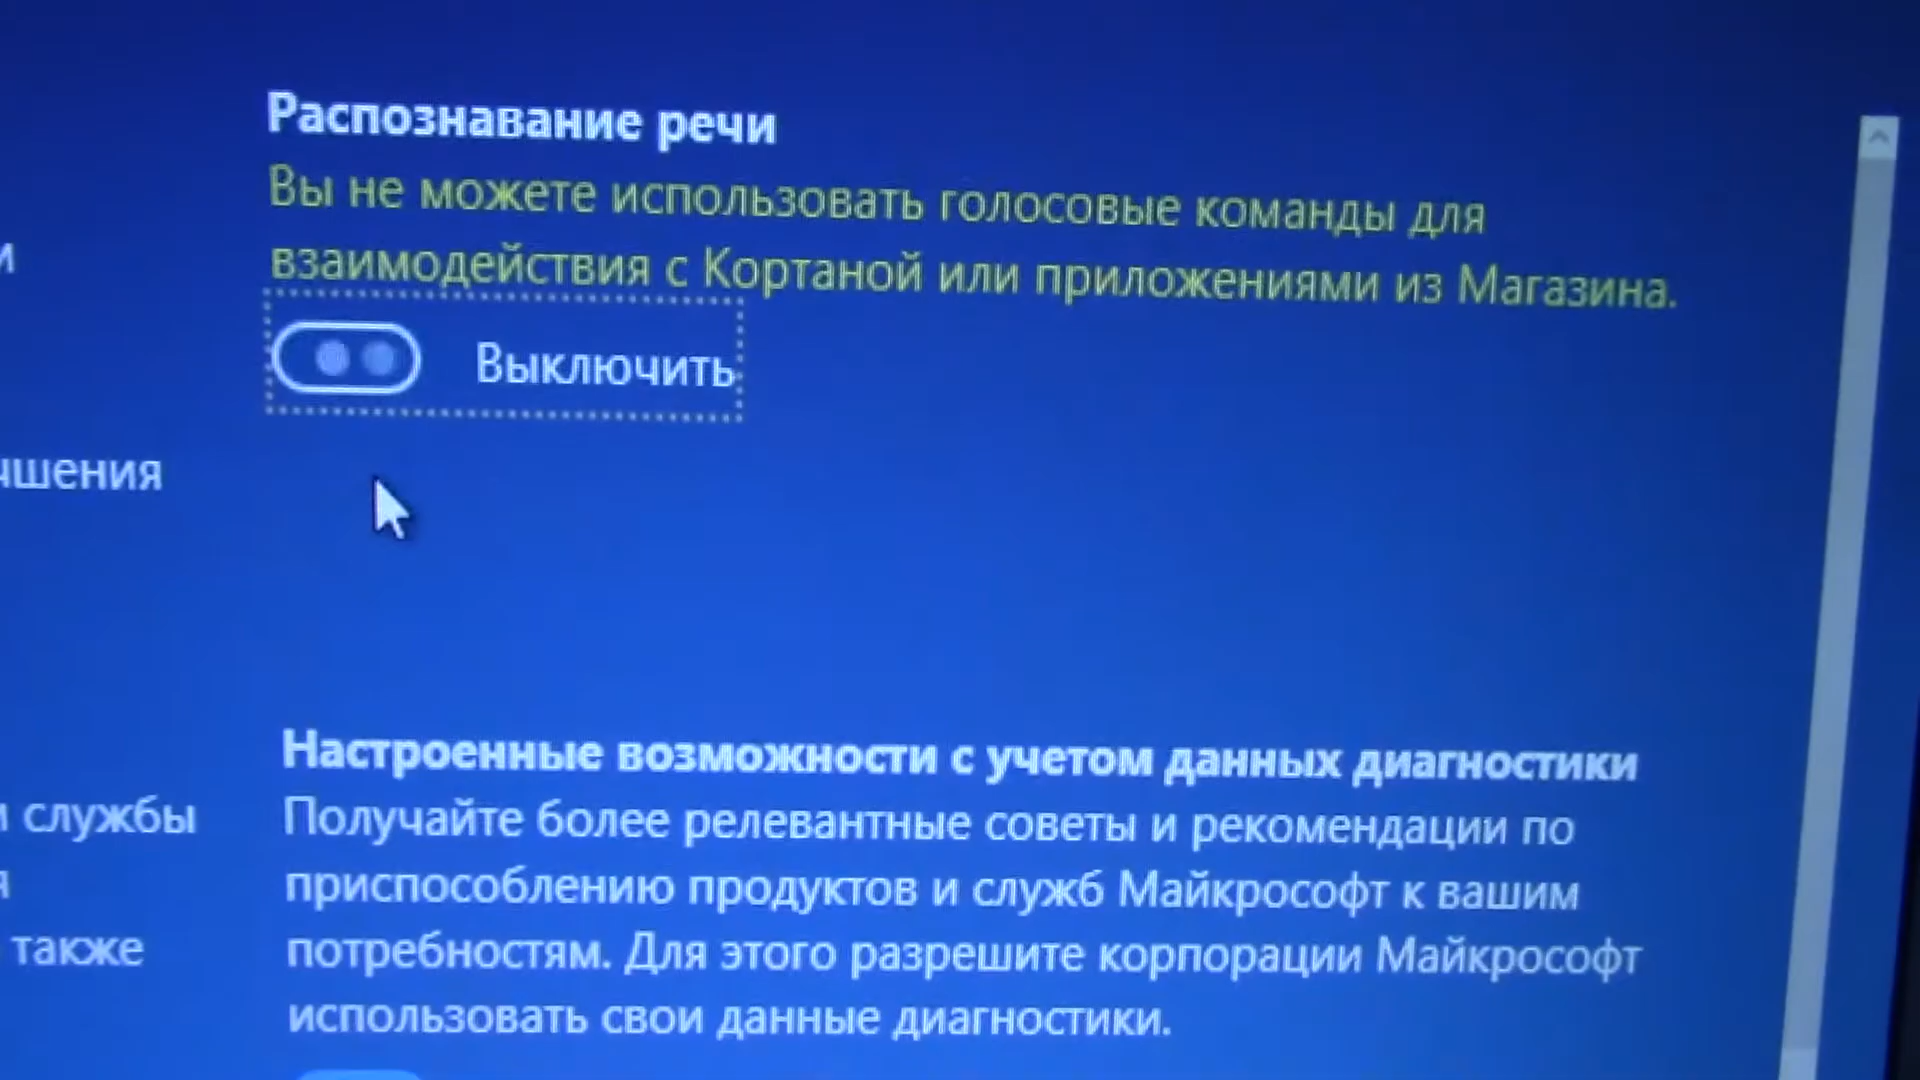 Распознавание речи
Вы не можете использовать голосовые команды для
взаимодействия с Кортаной или приложениями из Магазина.
Выключить
Настроенные возможности с учетом данных диагностики
Получайте более релевантные советы и рекомендации по
приспособлению продуктов и служб Майкрософт к вашим
потребностям. Для этого разрешите корпорации Майкрософт
использовать свои данные диагностики.
службы
также